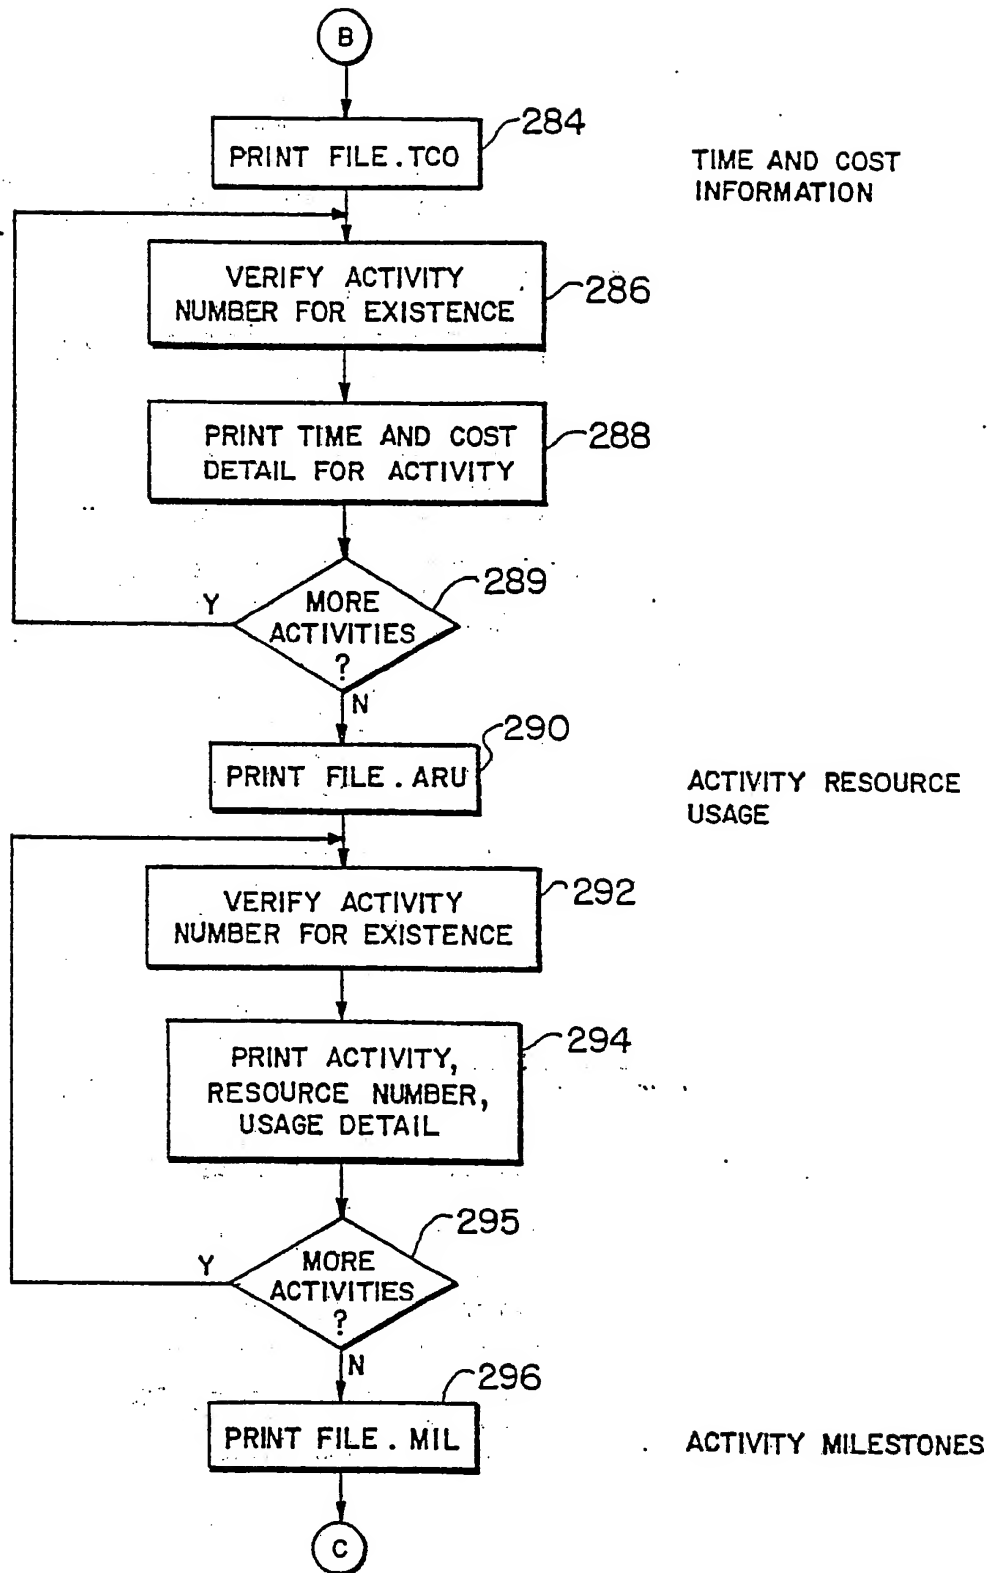 B
284
PRINT FILE.TCO
TIME AND COST
INFORMATION
VERIFY ACTIVITY
NUMBER FOR EXISTENCE
286
PRINT TIME AND COST
DETAIL FOR ACTIVITY
288
289
Y
MORE
ACTIVITIES
?
N
290
PRINT FILE.ARU
ACTIVITY RESOURCE
USAGE
VERIFY ACTIVITY
NUMBER FOR EXISTENCE
292
PRINT ACTIVITY,
RESOURCE NUMBER,
USAGE DETAIL
294
295
Y
MORE
ACTIVITIES
?
N
296
PRINT FILE.MIL
ACTIVITY MILESTONES
C